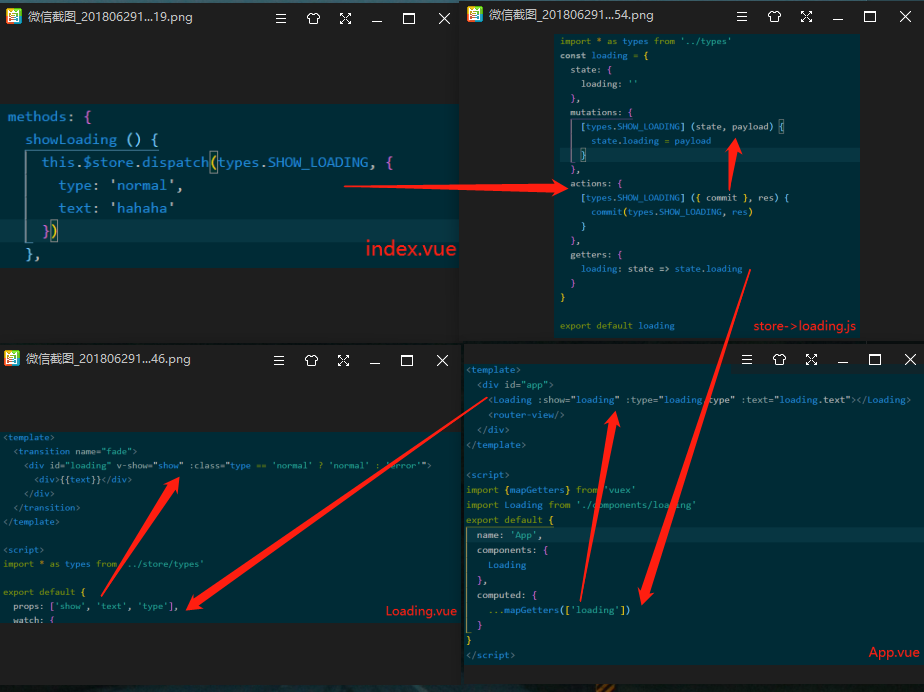 微信截图_201806291...19.png
methods: {
showLoading () {
this.$store.dispatch(types.SHOW_LOADING, {
type: 'normal',
text: 'hahaha'
})
},
index.vue
微信截图_201806291...54.png
import * as types from '../types'
const loading = {
state: {
loading: ''
},
mutations: {
[types.SHOW_LOADING] (state, payload) {
state.loading = payload
}
},
actions: {
[types.SHOW_LOADING] ({ commit }, res) {
commit(types.SHOW_LOADING, res)
}
},
getters: {
loading: state => state.loading
}
}
export default loading
store->loading.js
微信截图_201806291...46.png
<template>
<transition name="fade">
<div id="loading" v-show="show" :class="type == 'normal' ? 'normal' : 'error'">
<div>{{text}}</div>
</div>
</transition>
</template>
<script>
import * as types from '../store/types'
export default {
props: ['show', 'text', 'type'],
watch: {
Loading.vue
<template>
<div id="app">
<Loading :show="loading" :type="loading.type" :text="loading.text"></Loading>
<router-view/>
</div>
</template>
<script>
import {mapGetters} from 'vuex'
import Loading from './components/loading'
export default {
name: 'App',
components: {
Loading
},
computed: {
...mapGetters(['loading'])
}
}
</script>
App.vue